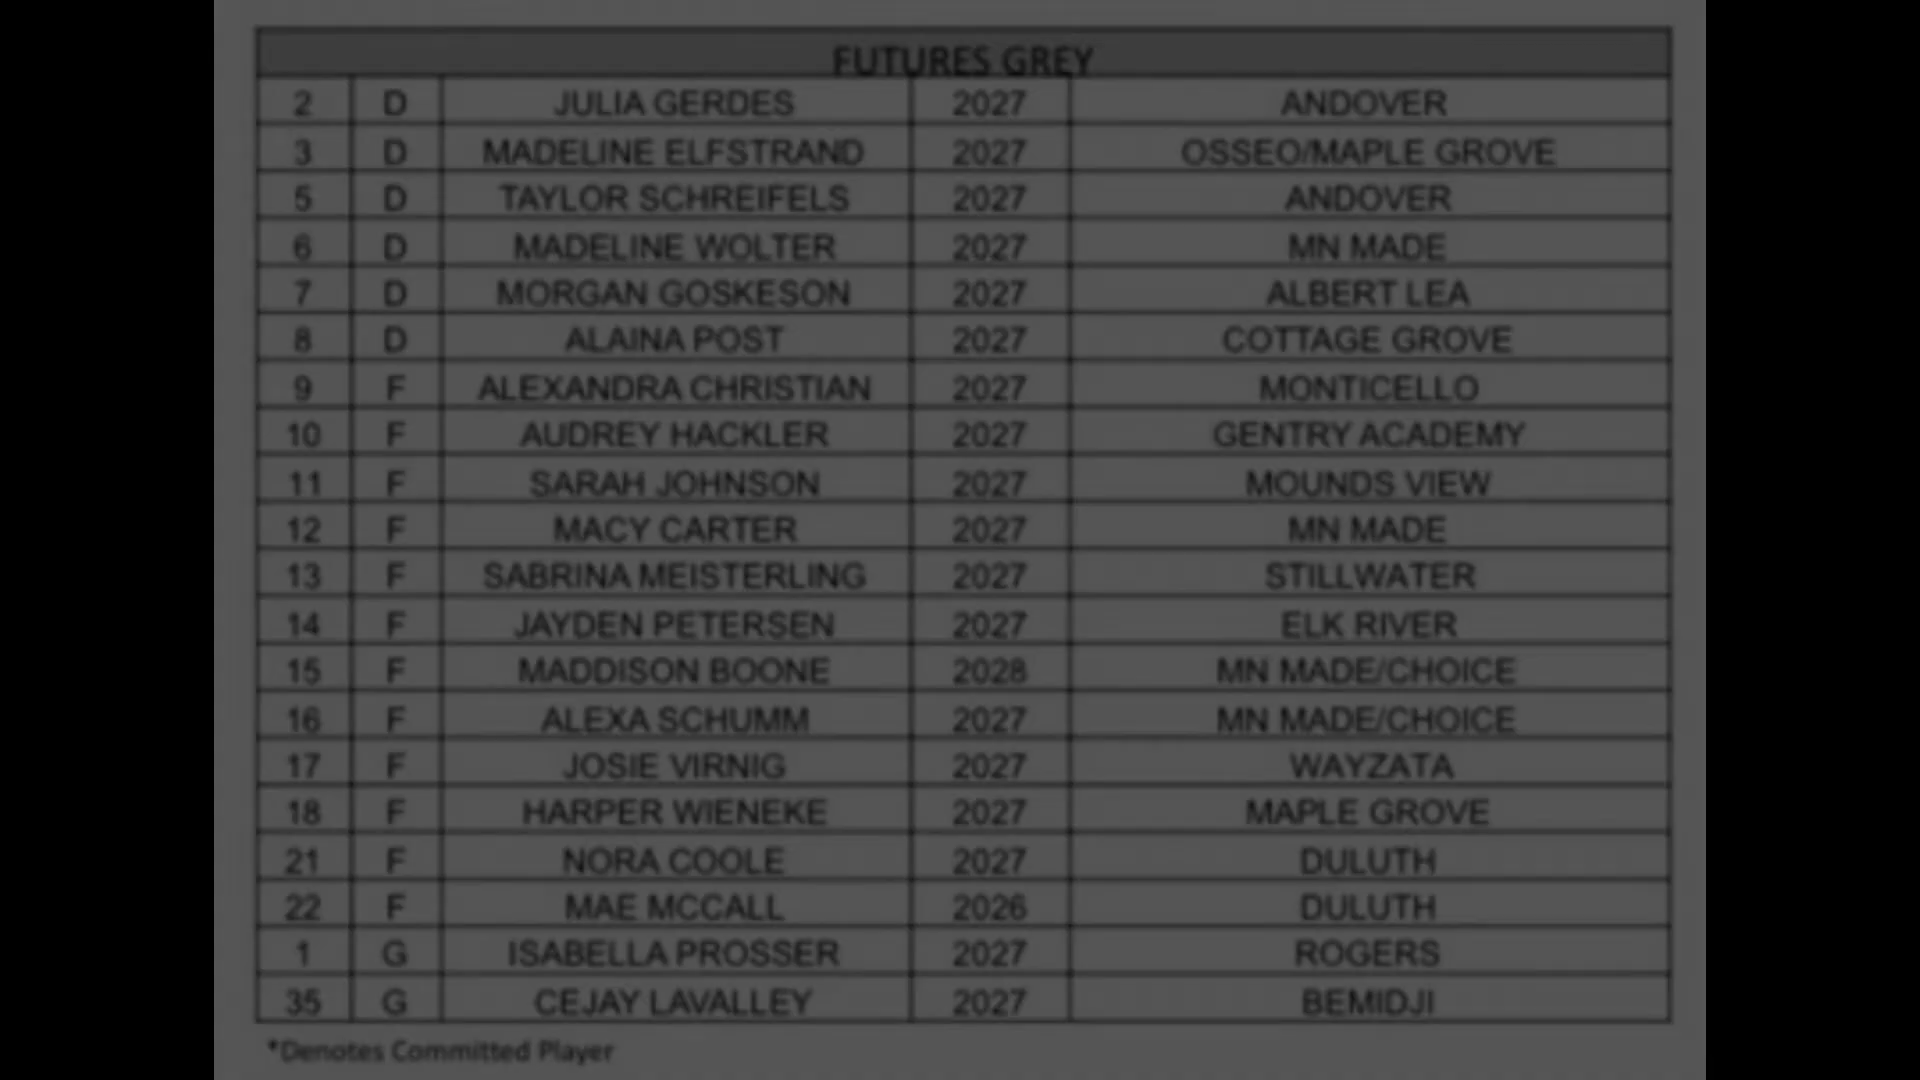 FUTURES GREY
2 D JULIA GERDES 2027 ANDOVER
3 D MADELINE ELFSTRAND 2027 OSSEO/MAPLE GROVE
5 D TAYLOR SCHREIFELS 2027 ANDOVER
6 D MADELINE WOLTER 2027 MN MADE
7 D MORGAN GOSKESON 2027 ALBERT LEA
8 D ALAINA POST 2027 COTTAGE GROVE
9 F ALEXANDRA CHRISTIAN 2027 MONTICELLO
10 F AUDREY HACKLER 2027 GENTRY ACADEMY
11 F SARAH JOHNSON 2027 MOUNDS VIEW
12 F MACY CARTER 2027 MN MADE
13 F SABRINA MEISTERLING 2027 STILLWATER
14 F JAYDEN PETERSEN 2027 ELK RIVER
15 F MADDISON BOONE 2028 MN MADE/CHOICE
16 F ALEXA SCHUMM 2027 MN MADE/CHOICE
17 F JOSIE VIRNIG 2027 WAYZATA
18 F HARPER WIENEKE 2027 MAPLE GROVE
21 F NORA COOLE 2027 DULUTH
22 F MAE MCCALL 2026 DULUTH
1 G ISABELLA PROSSER 2027 ROGERS
35 G CEJAY LAVALLEY 2027 BEMIDJI
*Denotes Committed Player